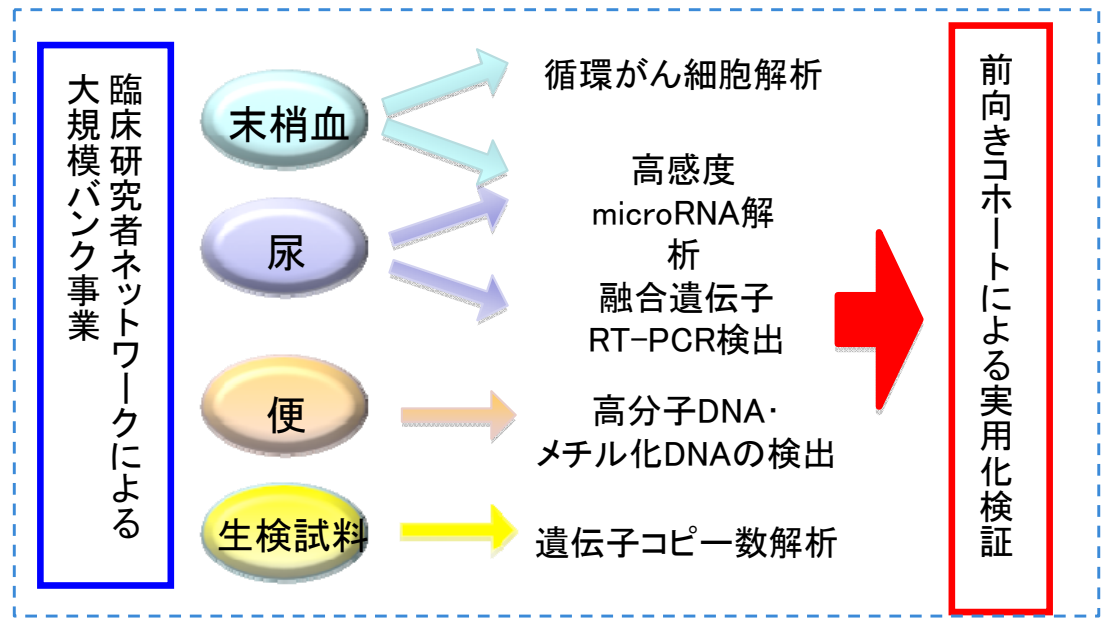 臨床研究者ネットワークによる
大規模バンク事業
末梢血
尿
便
生検試料
循環がん細胞解析
高感度
microRNA解
析
融合遺伝子
RT-PCR検出
高分子DNA・
メチル化DNAの検出
遺伝子コピー数解析
前向きコホートによる実用化検証